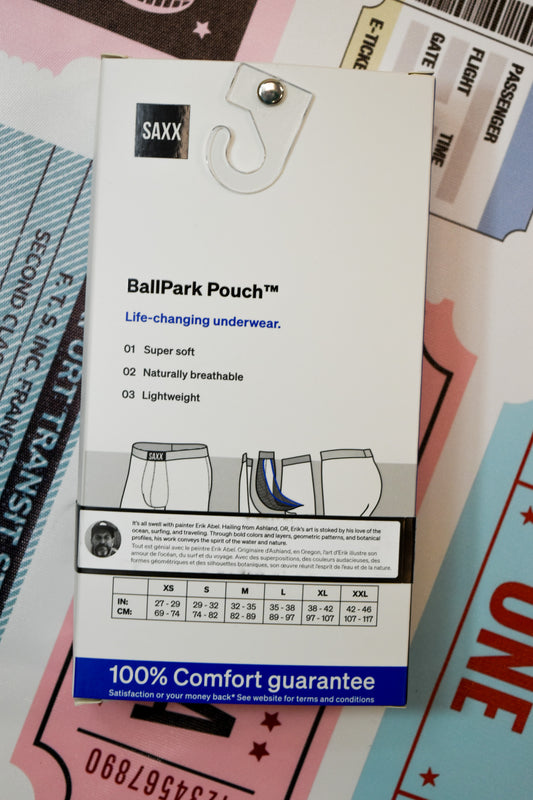 SAXX
BallPark Pouch™
Life-changing underwear.
01 Super soft
02 Naturally breathable
03 Lightweight
SAXX
It's all swell with painter Erik Abel. Hailing from Ashland, OR, Erik's art is stoked by his love of the
ocean, surfing, and traveling. Through bold colors and layers, geometric patterns, and botanical
profiles, his work conveys the spirit of the water and nature.
Tout est génial avec le peintre Erik Abel. Originaire d'Ashland, en Oregon, l'art d'Erik illustre son
amour de l'océan, du surf et du voyage. Avec des superpositions, des couleurs audacieuses, des
formes géométriques et des silhouettes botaniques, son œuvre réunit l'esprit de l'eau et de la nature.
XS S M L XL XXL
IN: 27 - 29 29 - 32 32 - 35 35 - 38 38 - 42 42 - 46
CM: 69 - 74 74 - 82 82 - 89 89 - 97 97 - 107 107 - 117
100% Comfort guarantee
Satisfaction or your money back* See website for terms and conditions
E-TICKE
GATE
FLIGHT
TIME
PASSENGER
F.T.S. INC. FRANKF
SECOND CLAS
PORT TRANSIT S
ONE
A
1234567890